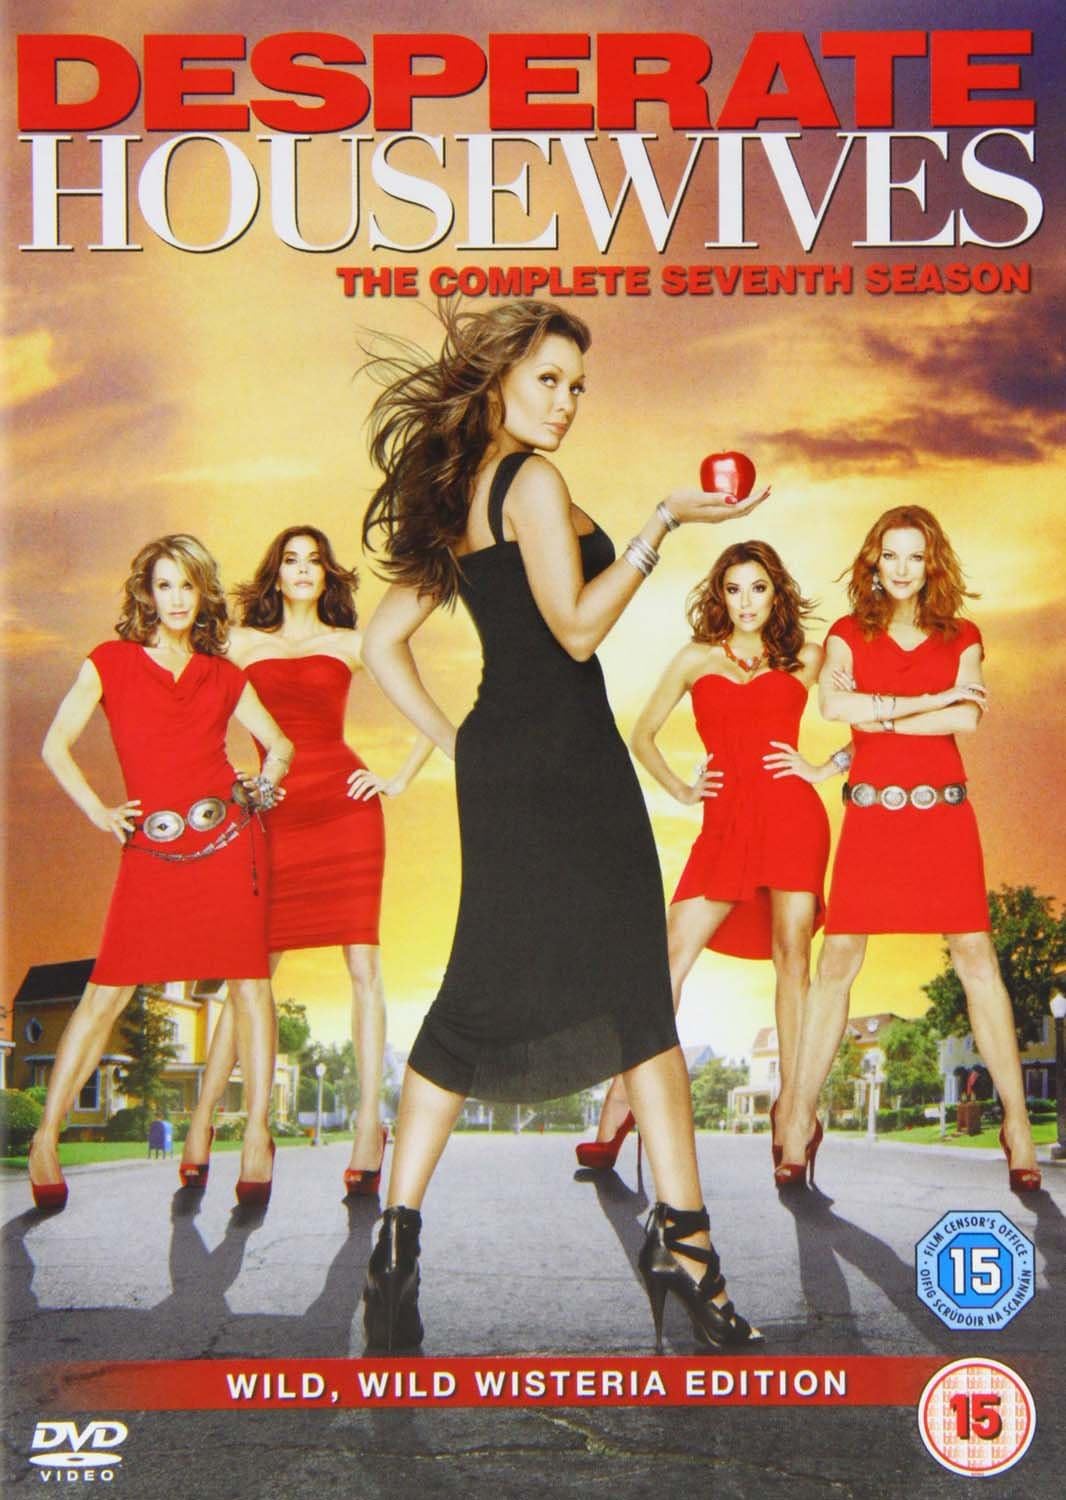 DESPERATE
HOUSEWIVES
THE COMPLETE SEVENTH SEASON
FILM CENSOR'S OFFICE
15
OIFIG SCRÚDÓIR NA SCANNÁN
WILD, WILD WISTERIA EDITION
15
DVD
VIDEO